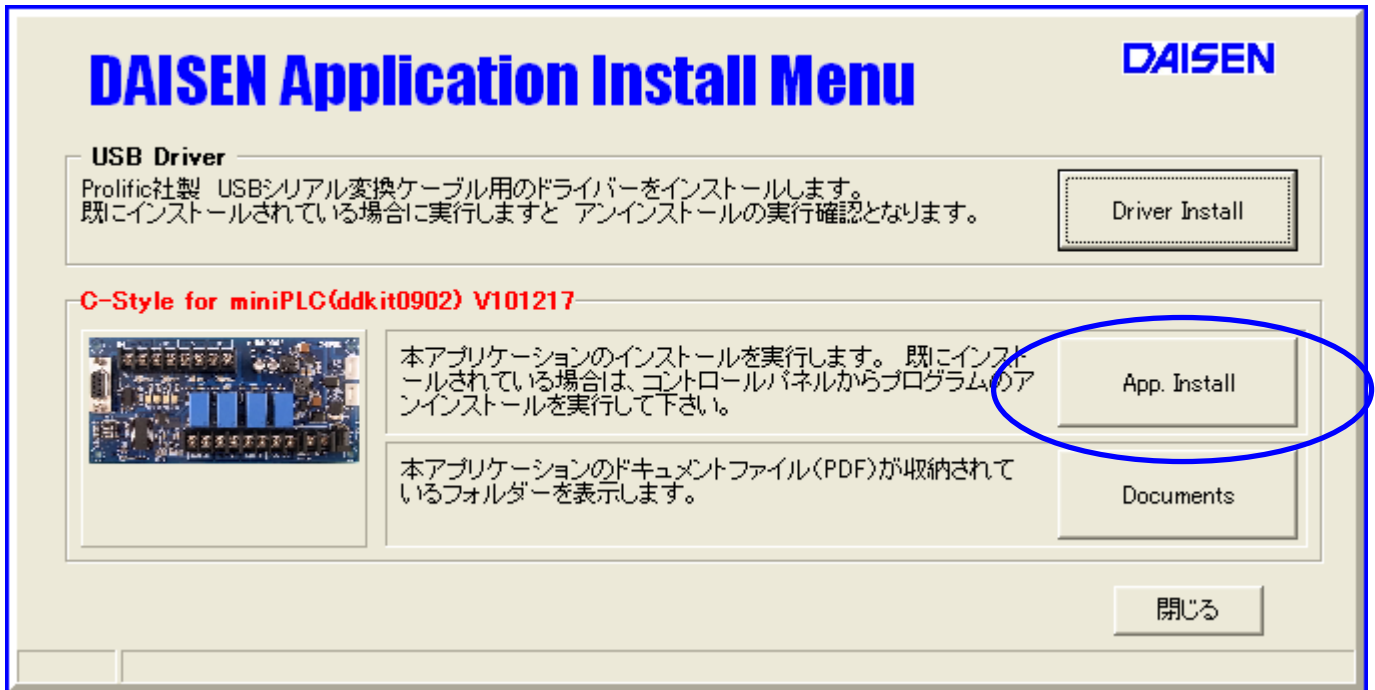 DAISEN Application Install Menu
DAISEN
USB Driver
Prolific社製 USBシリアル変換ケーブル用のドライバーをインストールします。
既にインストールされている場合に実行しますと アンインストールの実行確認となります。
Driver Install
C-Style for miniPLC(ddkit0902) V101217
本アプリケーションのインストールを実行します。 既にインスト
ールされている場合は、コントロールパネルからプログラムのア
ンインストールを実行して下さい。
App. Install
本アプリケーションのドキュメントファイル(PDF)が収納されて
いるフォルダーを表示します。
Documents
閉じる